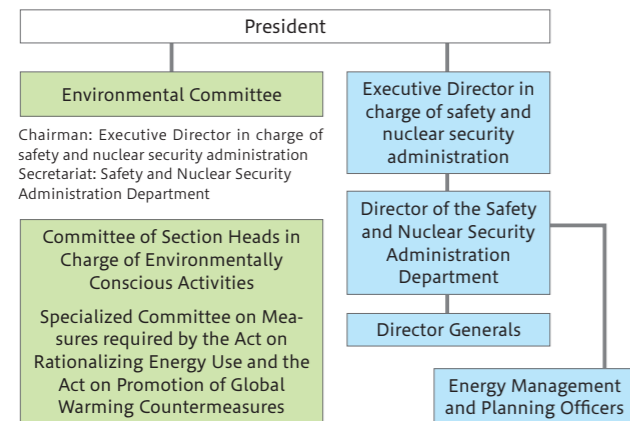 President
Environmental Committee
Chairman: Executive Director in charge of
safety and nuclear security administration
Secretariat: Safety and Nuclear Security
Administration Department
Committee of Section Heads in
Charge of Environmentally
Conscious Activities
Specialized Committee on Mea-
sures required by the Act on
Rationalizing Energy Use and the
Act on Promotion of Global
Warming Countermeasures
Executive Director in
charge of safety and
nuclear security
administration
Director of the Safety
and Nuclear Security
Administration
Department
Director Generals
Energy Management
and Planning Officers